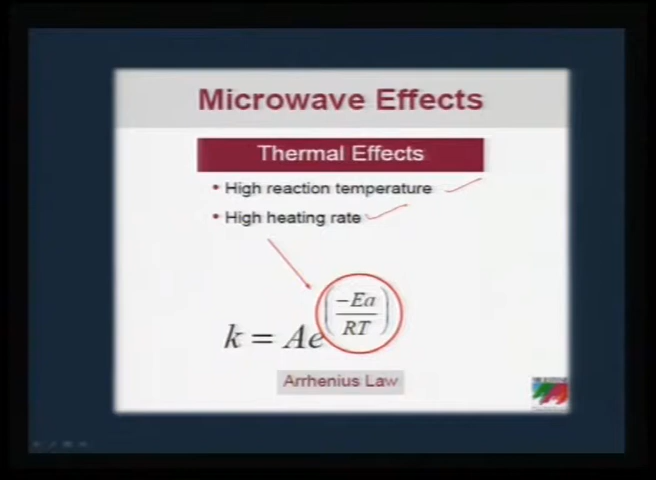 Microwave Effects
Thermal Effects
• High reaction temperature
• High heating rate
k = Ae^(−Ea/RT)
Arrhenius Law